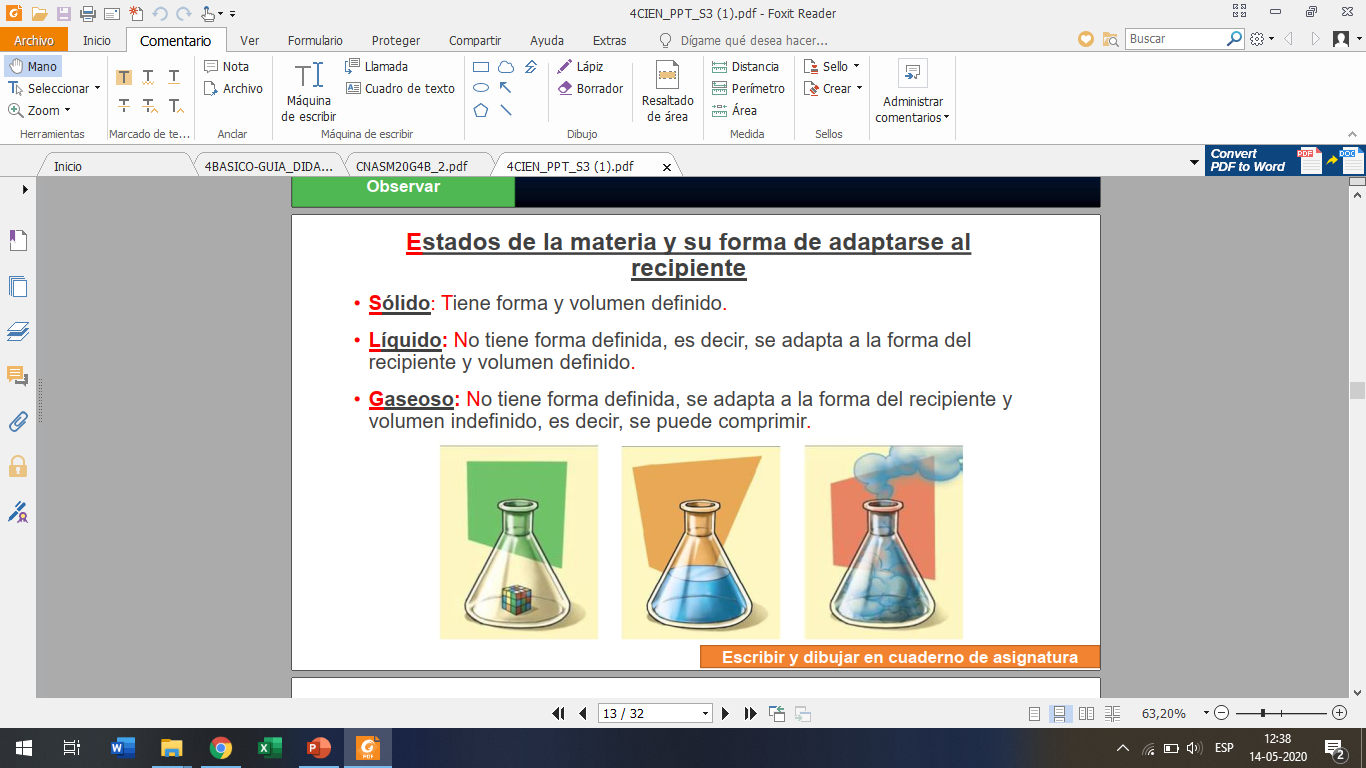 4CIEN_PPT_S3 (1).pdf - Foxit Reader
Archivo Inicio Comentario Ver Formulario Proteger Compartir Ayuda Extras Dígame qué desea hacer... Buscar
Mano
Seleccionar
Zoom
Herramientas
T T T
T T T
Marcado de te...
Nota
Archivo
Anclar
Máquina
de escribir
Llamada
Cuadro de texto
Máquina de escribir
Lápiz
Borrador
Resaltado
de área
Dibujo
Distancia
Perímetro
Área
Medida
Sello
Crear
Sellos
Administrar
comentarios
Inicio 4BASICO-GUIA_DIDA... CNASM20G4B_2.pdf 4CIEN_PPT_S3 (1).pdf
Convert
PDF to Word
PDF DOC
Observar
Estados de la materia y su forma de adaptarse al
recipiente
• Sólido: Tiene forma y volumen definido.
• Líquido: No tiene forma definida, es decir, se adapta a la forma del
recipiente y volumen definido.
• Gaseoso: No tiene forma definida, se adapta a la forma del recipiente y
volumen indefinido, es decir, se puede comprimir.
Escribir y dibujar en cuaderno de asignatura
13 / 32
63,20%
ESP
12:38
14-05-2020
2